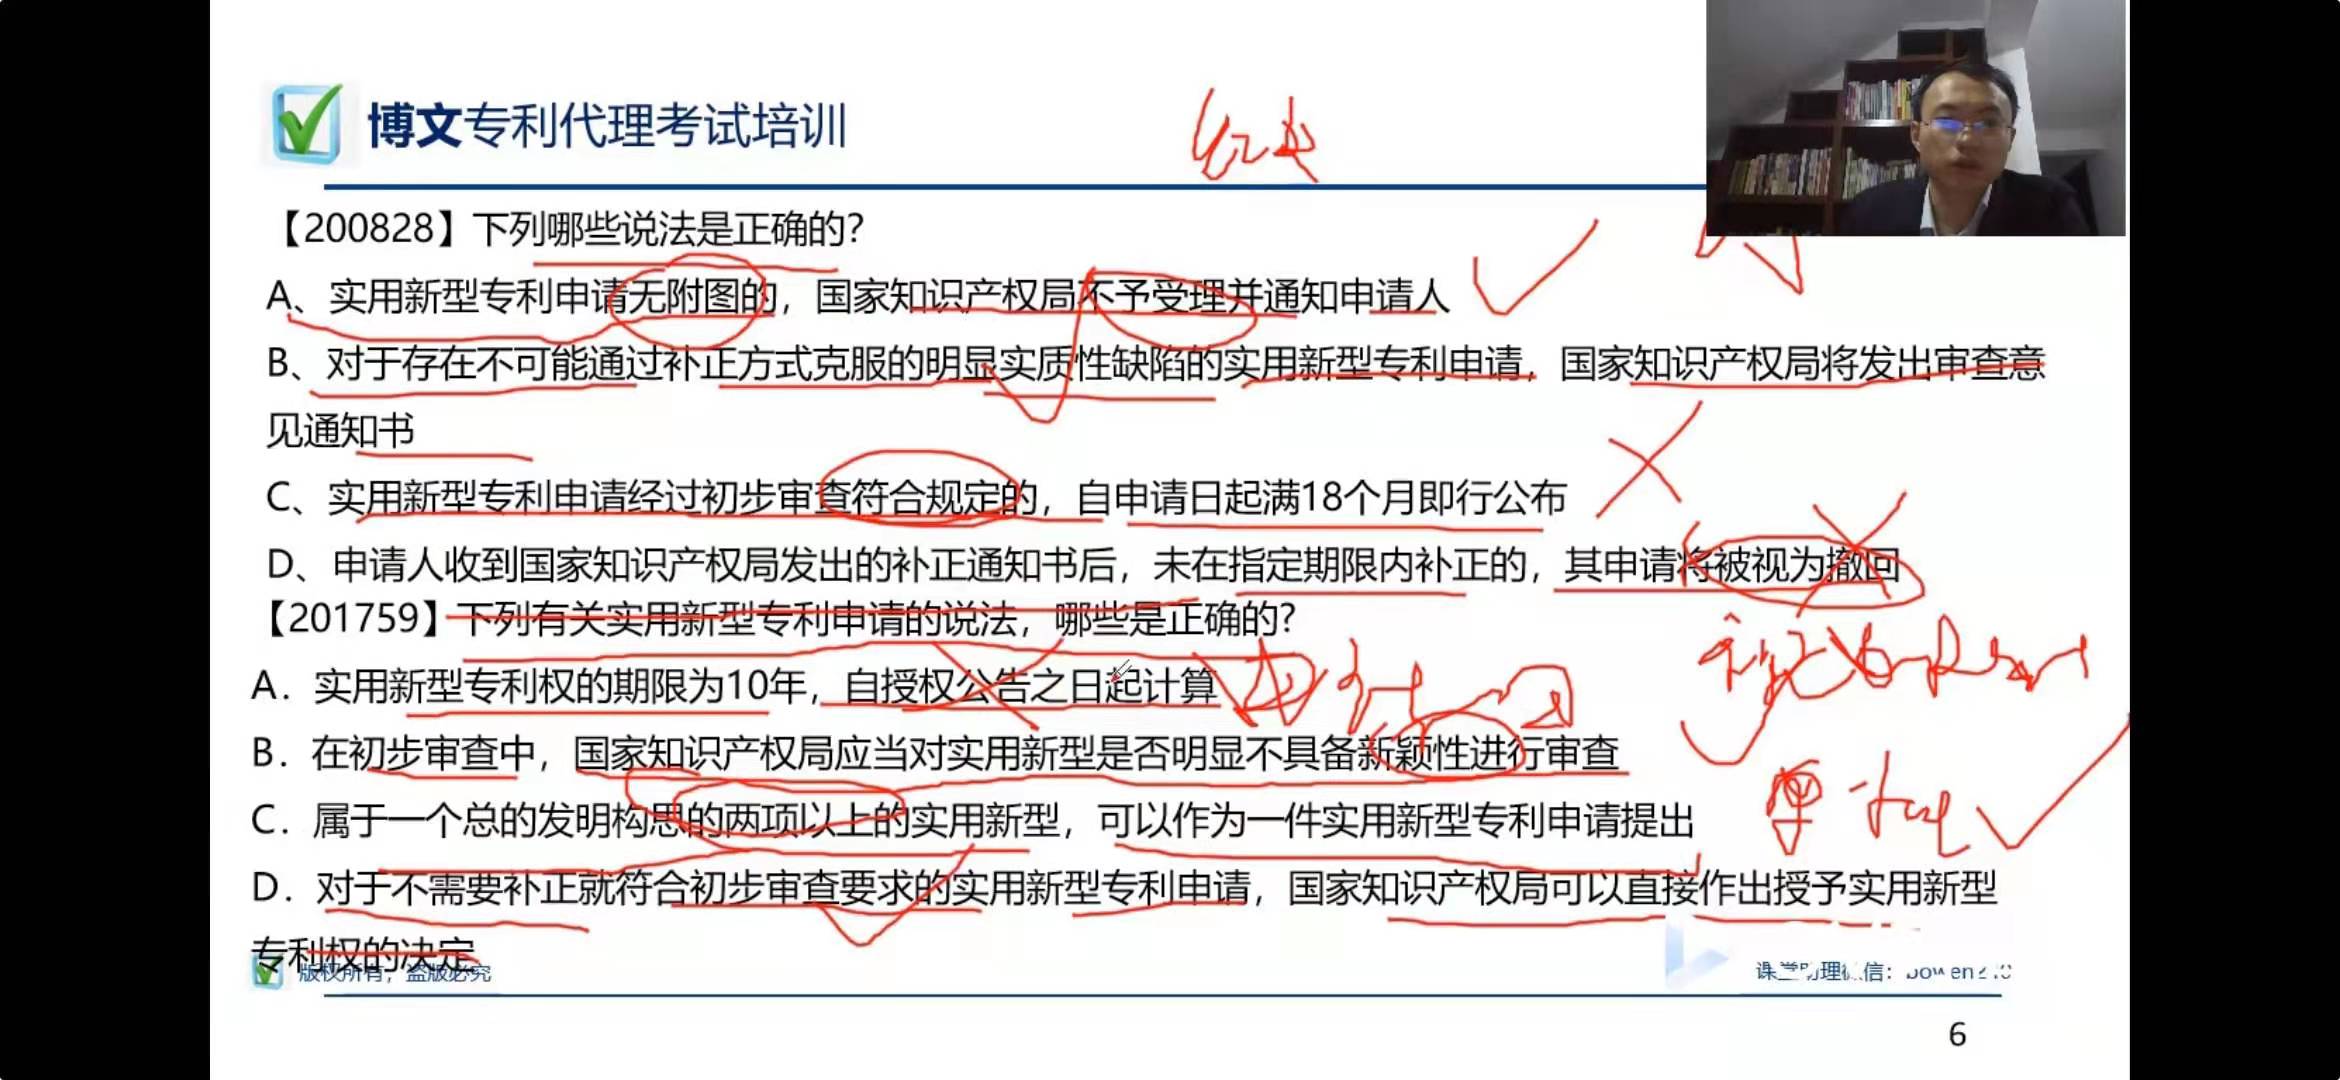 博文专利代理考试培训
【200828】下列哪些说法是正确的？
A、实用新型专利申请无附图的，国家知识产权局不予受理并通知申请人
B、对于存在不可能通过补正方式克服的明显实质性缺陷的实用新型专利申请，国家知识产权局将发出审查意
见通知书
C、实用新型专利申请经过初步审查符合规定的，自申请日起满18个月即行公布
D、申请人收到国家知识产权局发出的补正通知书后，未在指定期限内补正的，其申请将被视为撤回
【201759】下列有关实用新型专利申请的说法，哪些是正确的？
A．实用新型专利权的期限为10年，自授权公告之日起计算
B．在初步审查中，国家知识产权局应当对实用新型是否明显不具备新颖性进行审查
C．属于一个总的发明构思的两项以上的实用新型，可以作为一件实用新型专利申请提出
D．对于不需要补正就符合初步审查要求的实用新型专利申请，国家知识产权局可以直接作出授予实用新型
专利权的决定
版权所有，盗版必究
课堂助理微信：
6